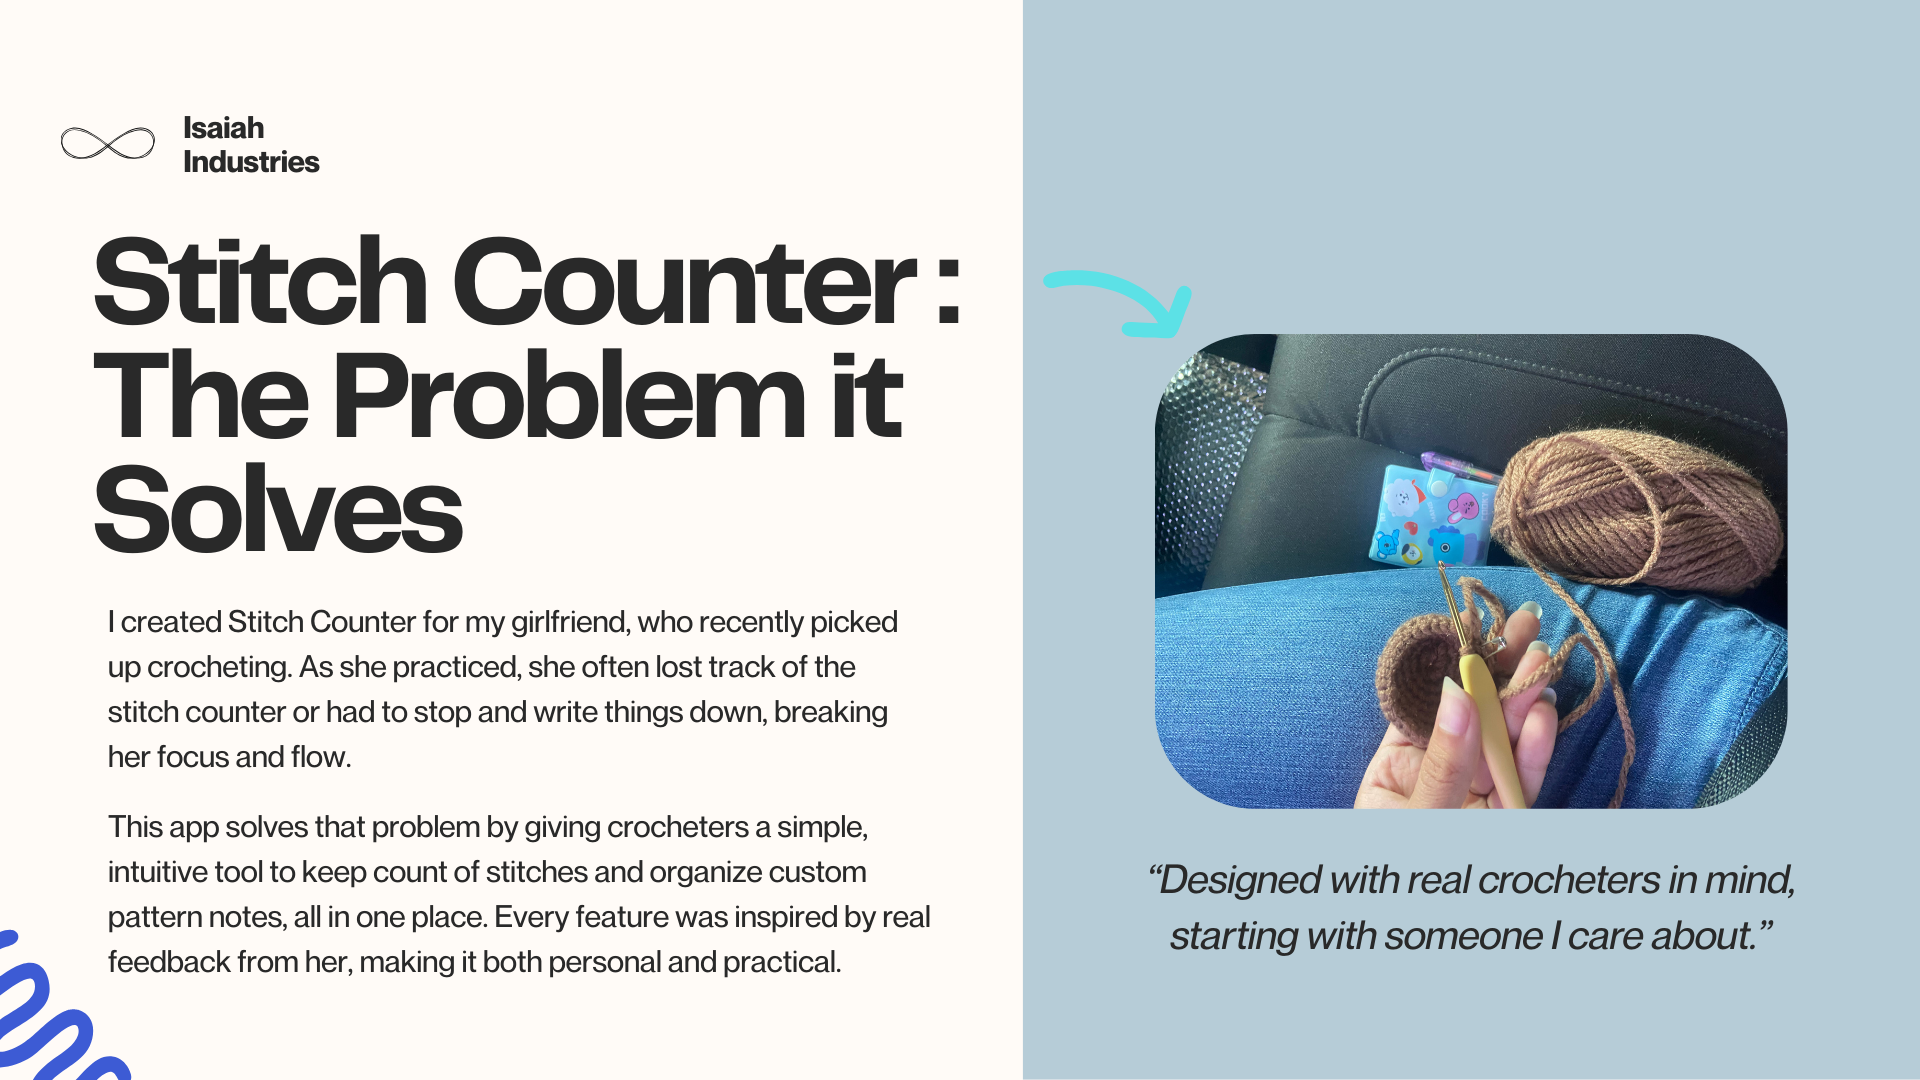 Isaiah
Industries
Stitch Counter :
The Problem it
Solves
I created Stitch Counter for my girlfriend, who recently picked
up crocheting. As she practiced, she often lost track of the
stitch counter or had to stop and write things down, breaking
her focus and flow.
This app solves that problem by giving crocheters a simple,
intuitive tool to keep count of stitches and organize custom
pattern notes, all in one place. Every feature was inspired by real
feedback from her, making it both personal and practical.
“Designed with real crocheters in mind,
starting with someone I care about.”